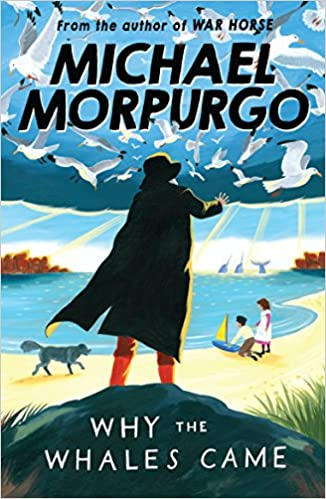 From the author of WAR HORSE
MICHAEL
MORPURGO
WHY THE
WHALES CAME